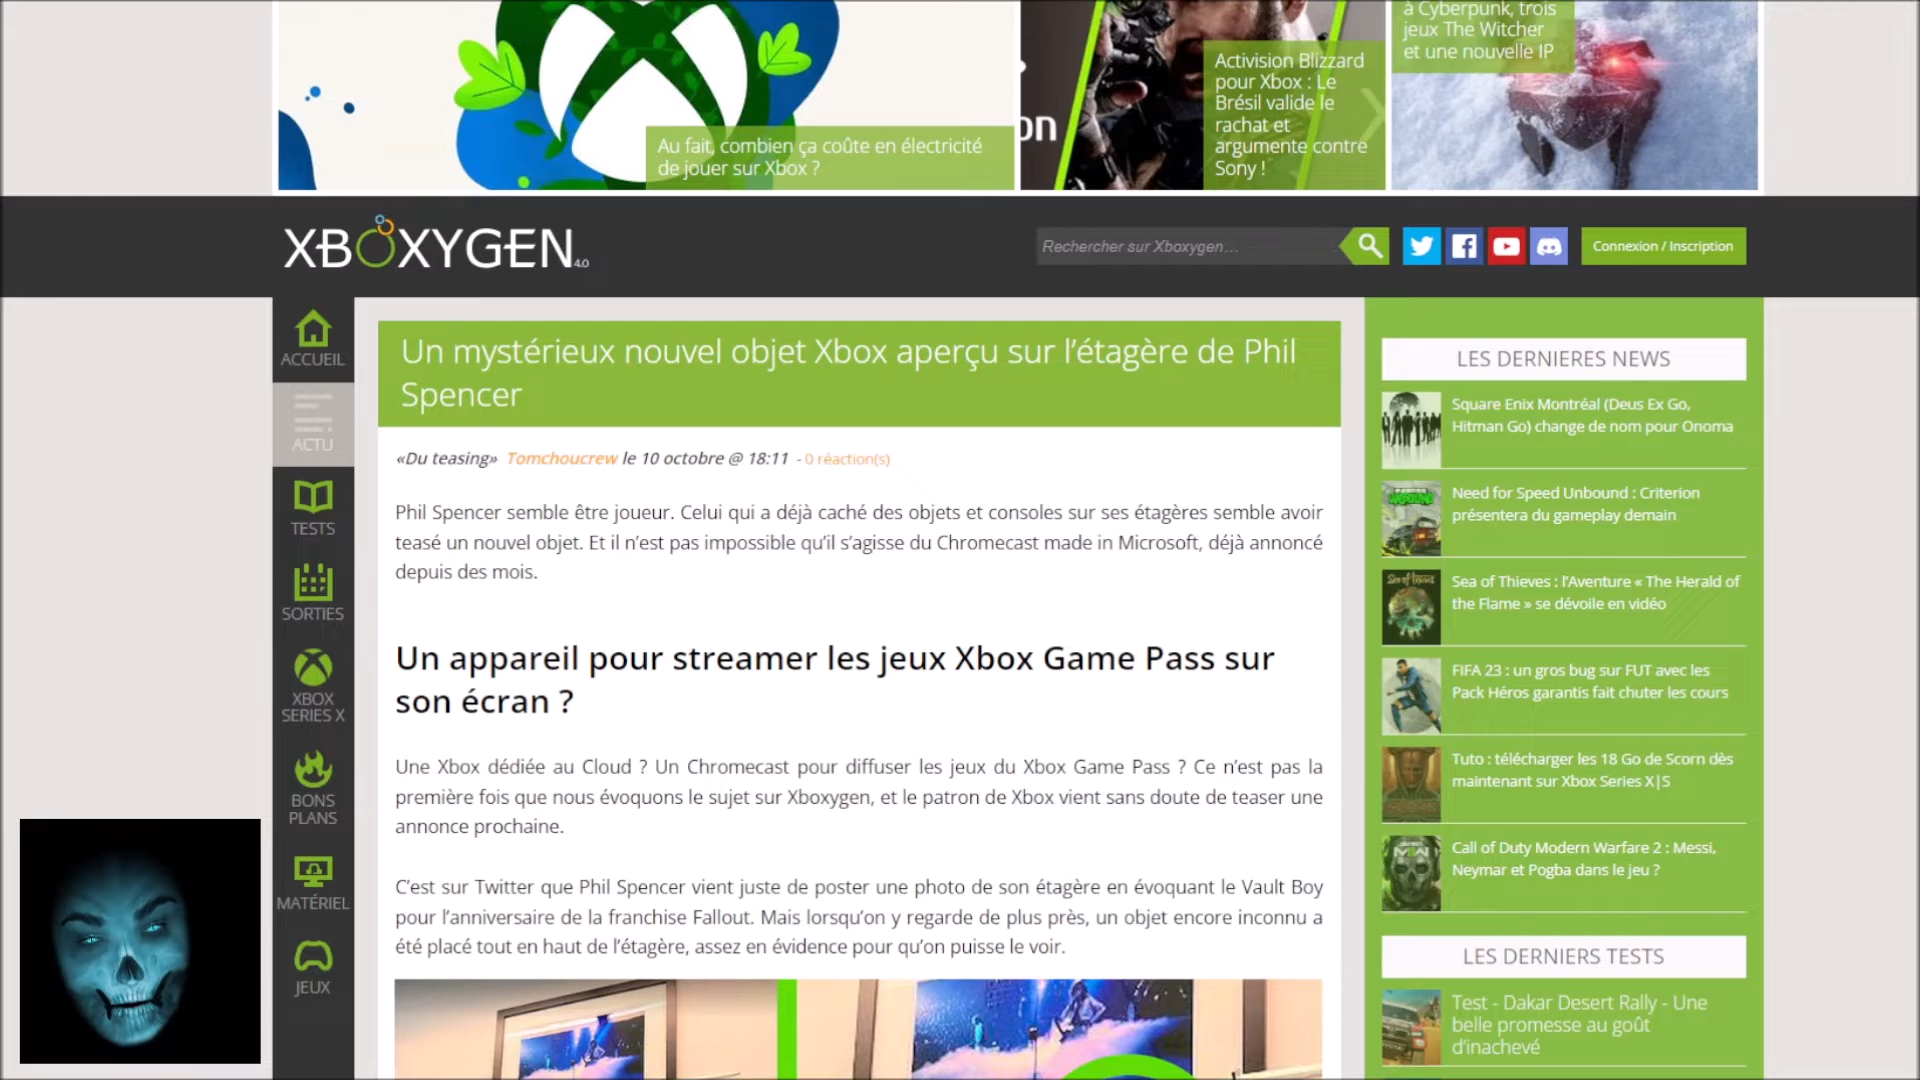 à Cyberpunk, trois
jeux The Witcher
et une nouvelle IP
Activision Blizzard
pour Xbox : Le
Brésil valide le
rachat et
argumente contre
Sony !
on
Au fait, combien ça coûte en électricité
de jouer sur Xbox ?
XBOXYGEN 4.0
Rechercher sur Xboxygen...
Connexion / Inscription
ACCUEIL
ACTU
TESTS
SORTIES
XBOX
SERIES X
BONS
PLANS
MATÉRIEL
JEUX
Un mystérieux nouvel objet Xbox aperçu sur l’étagère de Phil
Spencer
«Du teasing» Tomchoucrew le 10 octobre @ 18:11 - 0 réaction(s)
Phil Spencer semble être joueur. Celui qui a déjà caché des objets et consoles sur ses étagères semble avoir
teasé un nouvel objet. Et il n’est pas impossible qu’il s’agisse du Chromecast made in Microsoft, déjà annoncé
depuis des mois.
Un appareil pour streamer les jeux Xbox Game Pass sur
son écran ?
Une Xbox dédiée au Cloud ? Un Chromecast pour diffuser les jeux du Xbox Game Pass ? Ce n’est pas la
première fois que nous évoquons le sujet sur Xboxygen, et le patron de Xbox vient sans doute de teaser une
annonce prochaine.
C’est sur Twitter que Phil Spencer vient juste de poster une photo de son étagère en évoquant le Vault Boy
pour l’anniversaire de la franchise Fallout. Mais lorsqu’on y regarde de plus près, un objet encore inconnu a
été placé tout en haut de l’étagère, assez en évidence pour qu’on puisse le voir.
LES DERNIERES NEWS
Square Enix Montréal (Deus Ex Go,
Hitman Go) change de nom pour Onoma
Need for Speed Unbound : Criterion
présentera du gameplay demain
Sea of Thieves : l’Aventure « The Herald of
the Flame » se dévoile en vidéo
FIFA 23 : un gros bug sur FUT avec les
Pack Héros garantis fait chuter les cours
Tuto : télécharger les 18 Go de Scorn dès
maintenant sur Xbox Series X|S
Call of Duty Modern Warfare 2 : Messi,
Neymar et Pogba dans le jeu ?
LES DERNIERS TESTS
Test - Dakar Desert Rally - Une
belle promesse au goût
d’inachevé